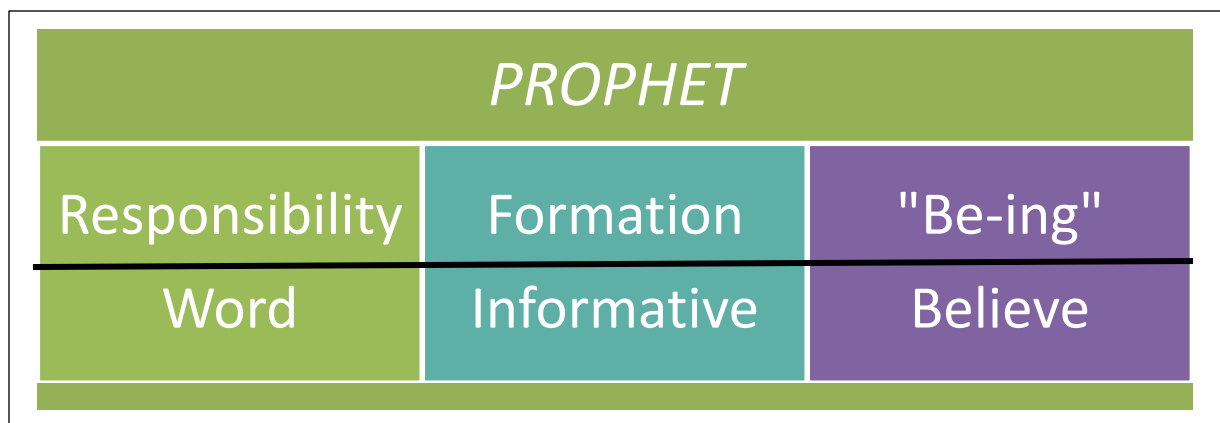 PROPHET
Responsibility Formation "Be-ing"
Word Informative Believe